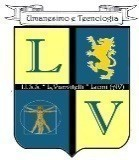 Umanesimo e Tecnologia
L
I.I.S.S. "L. Vanvitelli" - Lioni (AV)
V